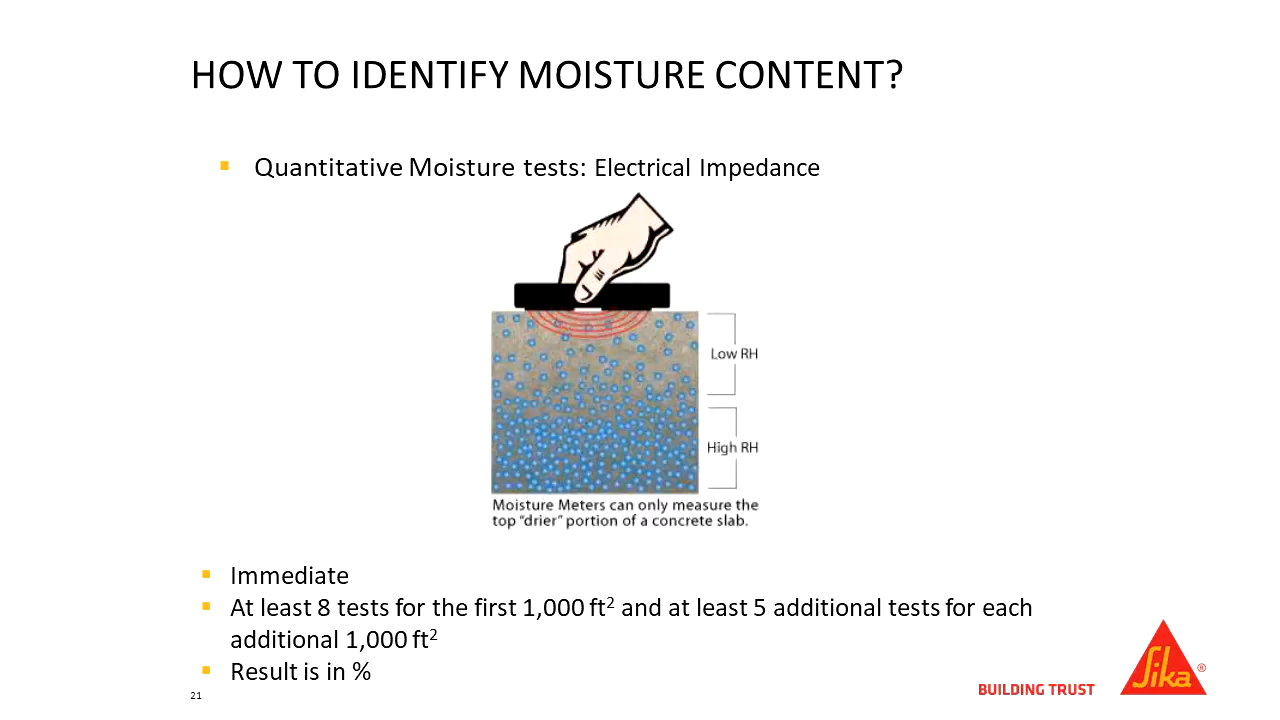 HOW TO IDENTIFY MOISTURE CONTENT?
▪ Quantitative Moisture tests: Electrical Impedance
Low RH
High RH
Moisture Meters can only measure the
top “drier” portion of a concrete slab.
▪ Immediate
▪ At least 8 tests for the first 1,000 ft² and at least 5 additional tests for each
additional 1,000 ft²
▪ Result is in %
21
BUILDING TRUST
Sika®